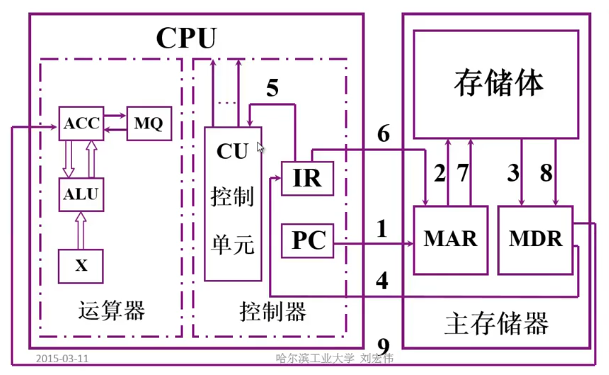 CPU
ACC
MQ
ALU
X
运算器
…
CU
控制
单元
IR
PC
控制器
5
6
1
4
9
存储体
2
7
3
8
MAR
MDR
主存储器
2015-03-11
哈尔滨工业大学 刘宏伟